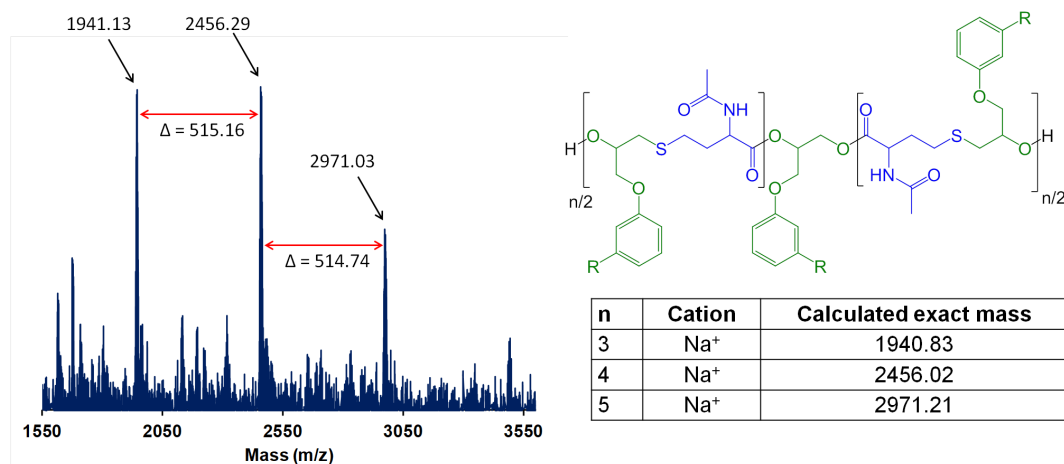 1941.13
2456.29
Δ = 515.16
2971.03
Δ = 514.74
1550
2050
2550
3050
3550
Mass (m/z)
R
O
O
NH
H
O
S
O
O
n/2
O
R
O
O
R
O
O
S
N
H
O
O
H
n/2
n Cation Calculated exact mass
3 Na⁺ 1940.83
4 Na⁺ 2456.02
5 Na⁺ 2971.21